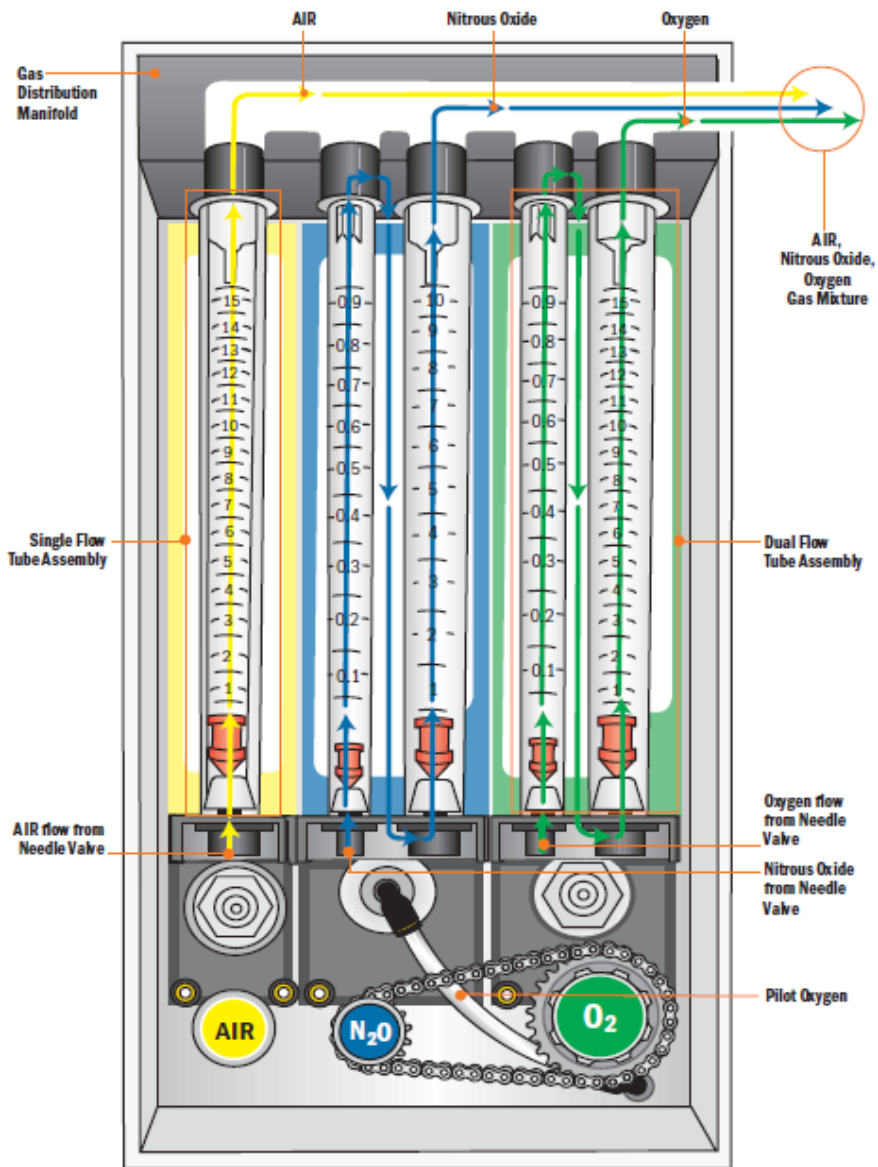 AIR
Nitrous Oxide
Oxygen
Gas
Distribution
Manifold
AIR,
Nitrous Oxide,
Oxygen
Gas Mixture
15
14
13
12
11
10
9
8
7
6
5
4
3
2
1
0.9
0.8
0.7
0.6
0.5
0.4
0.3
0.2
0.1
10
9
8
7
6
5
4
3
2
1
0.9
0.8
0.7
0.6
0.5
0.4
0.3
0.2
0.1
15
14
13
12
11
10
9
8
7
6
5
4
3
2
1
Single Flow
Tube Assembly
Dual Flow
Tube Assembly
AIR flow from
Needle Valve
Oxygen flow
from Needle
Valve
Nitrous Oxide
from Needle
Valve
Pilot Oxygen
AIR
N₂O
O₂